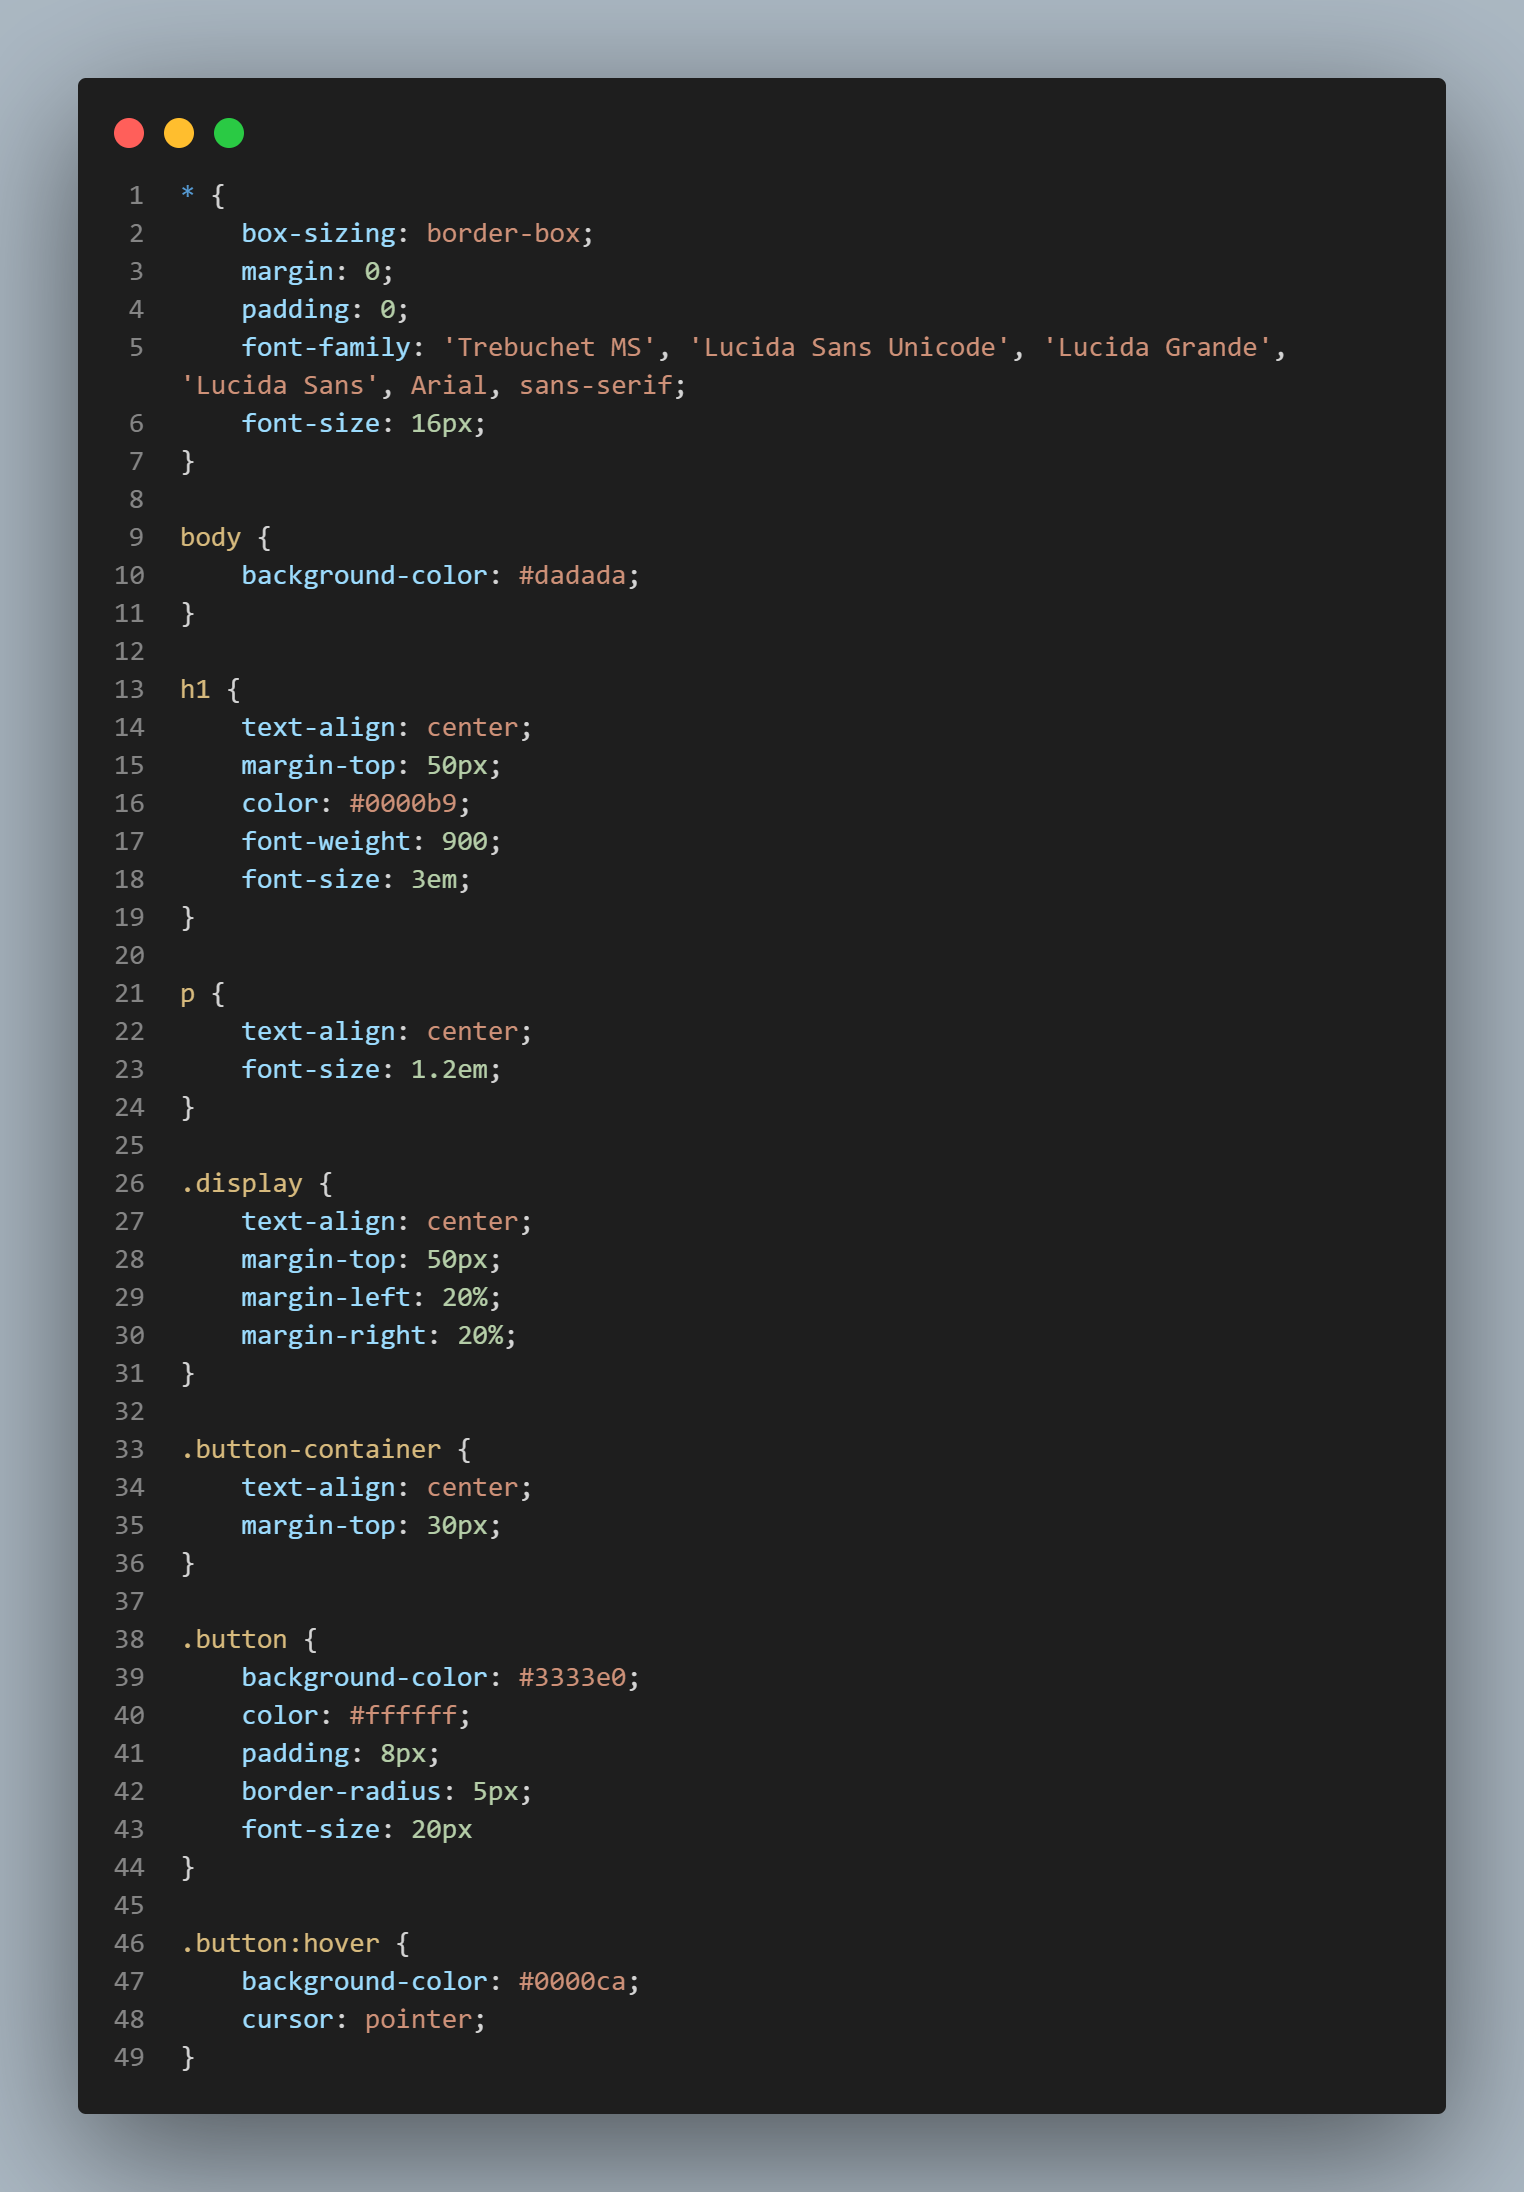 1 * {
2     box-sizing: border-box;
3     margin: 0;
4     padding: 0;
5     font-family: 'Trebuchet MS', 'Lucida Sans Unicode', 'Lucida Grande',
'Lucida Sans', Arial, sans-serif;
6     font-size: 16px;
7 }
8
9 body {
10     background-color: #dadada;
11 }
12
13 h1 {
14     text-align: center;
15     margin-top: 50px;
16     color: #0000b9;
17     font-weight: 900;
18     font-size: 3em;
19 }
20
21 p {
22     text-align: center;
23     font-size: 1.2em;
24 }
25
26 .display {
27     text-align: center;
28     margin-top: 50px;
29     margin-left: 20%;
30     margin-right: 20%;
31 }
32
33 .button-container {
34     text-align: center;
35     margin-top: 30px;
36 }
37
38 .button {
39     background-color: #3333e0;
40     color: #ffffff;
41     padding: 8px;
42     border-radius: 5px;
43     font-size: 20px
44 }
45
46 .button:hover {
47     background-color: #0000ca;
48     cursor: pointer;
49 }